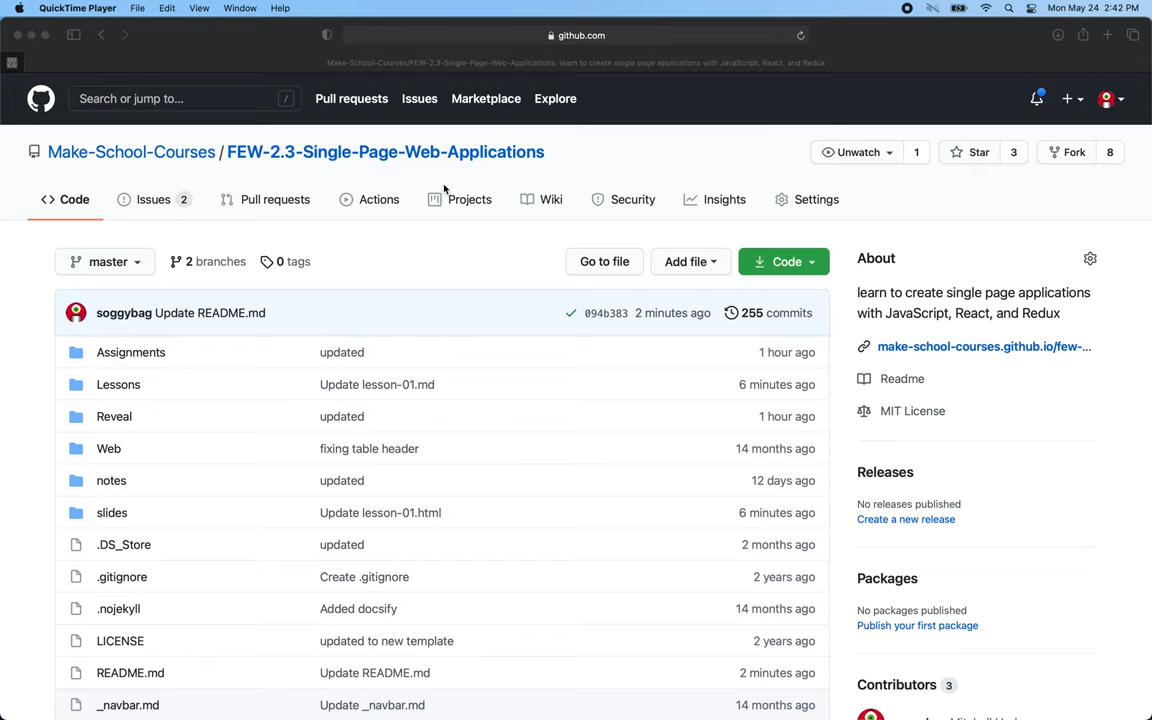 QuickTime Player File Edit View Window Help Mon May 24 2:42 PM
github.com
Make-School-Courses/FEW-2.3-Single-Page-Web-Applications: learn to create single page applications with JavaScript, React, and Redux
Search or jump to... / Pull requests Issues Marketplace Explore
Make-School-Courses / FEW-2.3-Single-Page-Web-Applications Unwatch 1 Star 3 Fork 8
Code Issues 2 Pull requests Actions Projects Wiki Security Insights Settings
master 2 branches 0 tags Go to file Add file Code
About
learn to create single page applications
with JavaScript, React, and Redux
make-school-courses.github.io/few-...
Readme
MIT License
Releases
No releases published
Create a new release
Packages
No packages published
Publish your first package
Contributors 3
soggybag Update README.md 094b383 2 minutes ago 255 commits
Assignments updated 1 hour ago
Lessons Update lesson-01.md 6 minutes ago
Reveal updated 1 hour ago
Web fixing table header 14 months ago
notes updated 12 days ago
slides Update lesson-01.html 6 minutes ago
.DS_Store updated 2 months ago
.gitignore Create .gitignore 2 years ago
.nojekyll Added docsify 14 months ago
LICENSE updated to new template 2 years ago
README.md Update README.md 2 minutes ago
_navbar.md Update _navbar.md 14 months ago